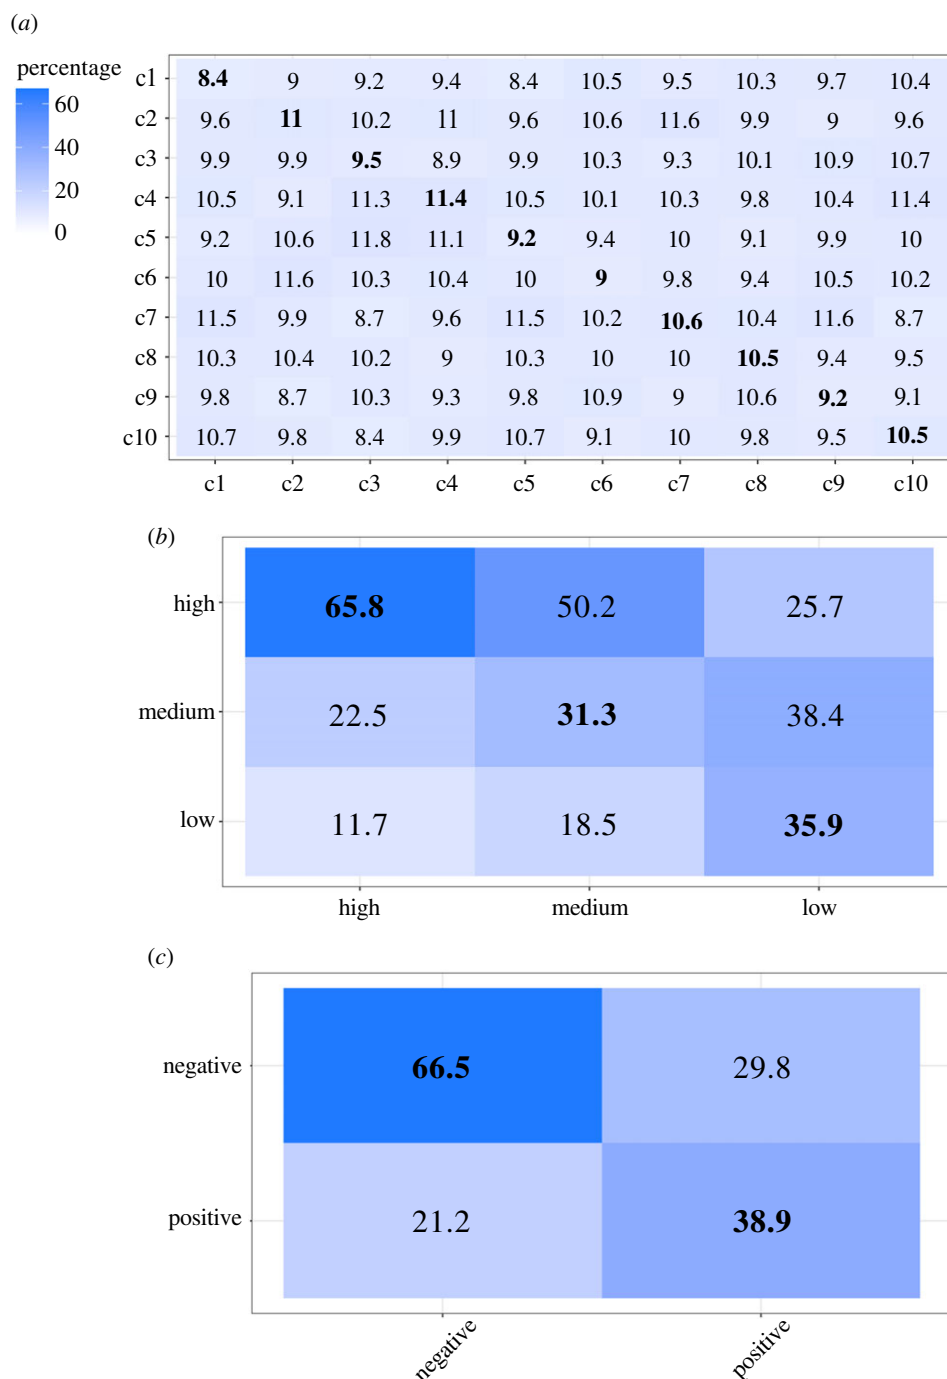 (a)
percentage
60
40
20
0
c1 8.4 9 9.2 9.4 8.4 10.5 9.5 10.3 9.7 10.4
c2 9.6 11 10.2 11 9.6 10.6 11.6 9.9 9 9.6
c3 9.9 9.9 9.5 8.9 9.9 10.3 9.3 10.1 10.9 10.7
c4 10.5 9.1 11.3 11.4 10.5 10.1 10.3 9.8 10.4 11.4
c5 9.2 10.6 11.8 11.1 9.2 9.4 10 9.1 9.9 10
c6 10 11.6 10.3 10.4 10 9 9.8 9.4 10.5 10.2
c7 11.5 9.9 8.7 9.6 11.5 10.2 10.6 10.4 11.6 8.7
c8 10.3 10.4 10.2 9 10.3 10 10 10.5 9.4 9.5
c9 9.8 8.7 10.3 9.3 9.8 10.9 9 10.6 9.2 9.1
c10 10.7 9.8 8.4 9.9 10.7 9.1 10 9.8 9.5 10.5
c1 c2 c3 c4 c5 c6 c7 c8 c9 c10
(b)
high 65.8 50.2 25.7
medium 22.5 31.3 38.4
low 11.7 18.5 35.9
high medium low
(c)
negative 66.5 29.8
positive 21.2 38.9
negative positive